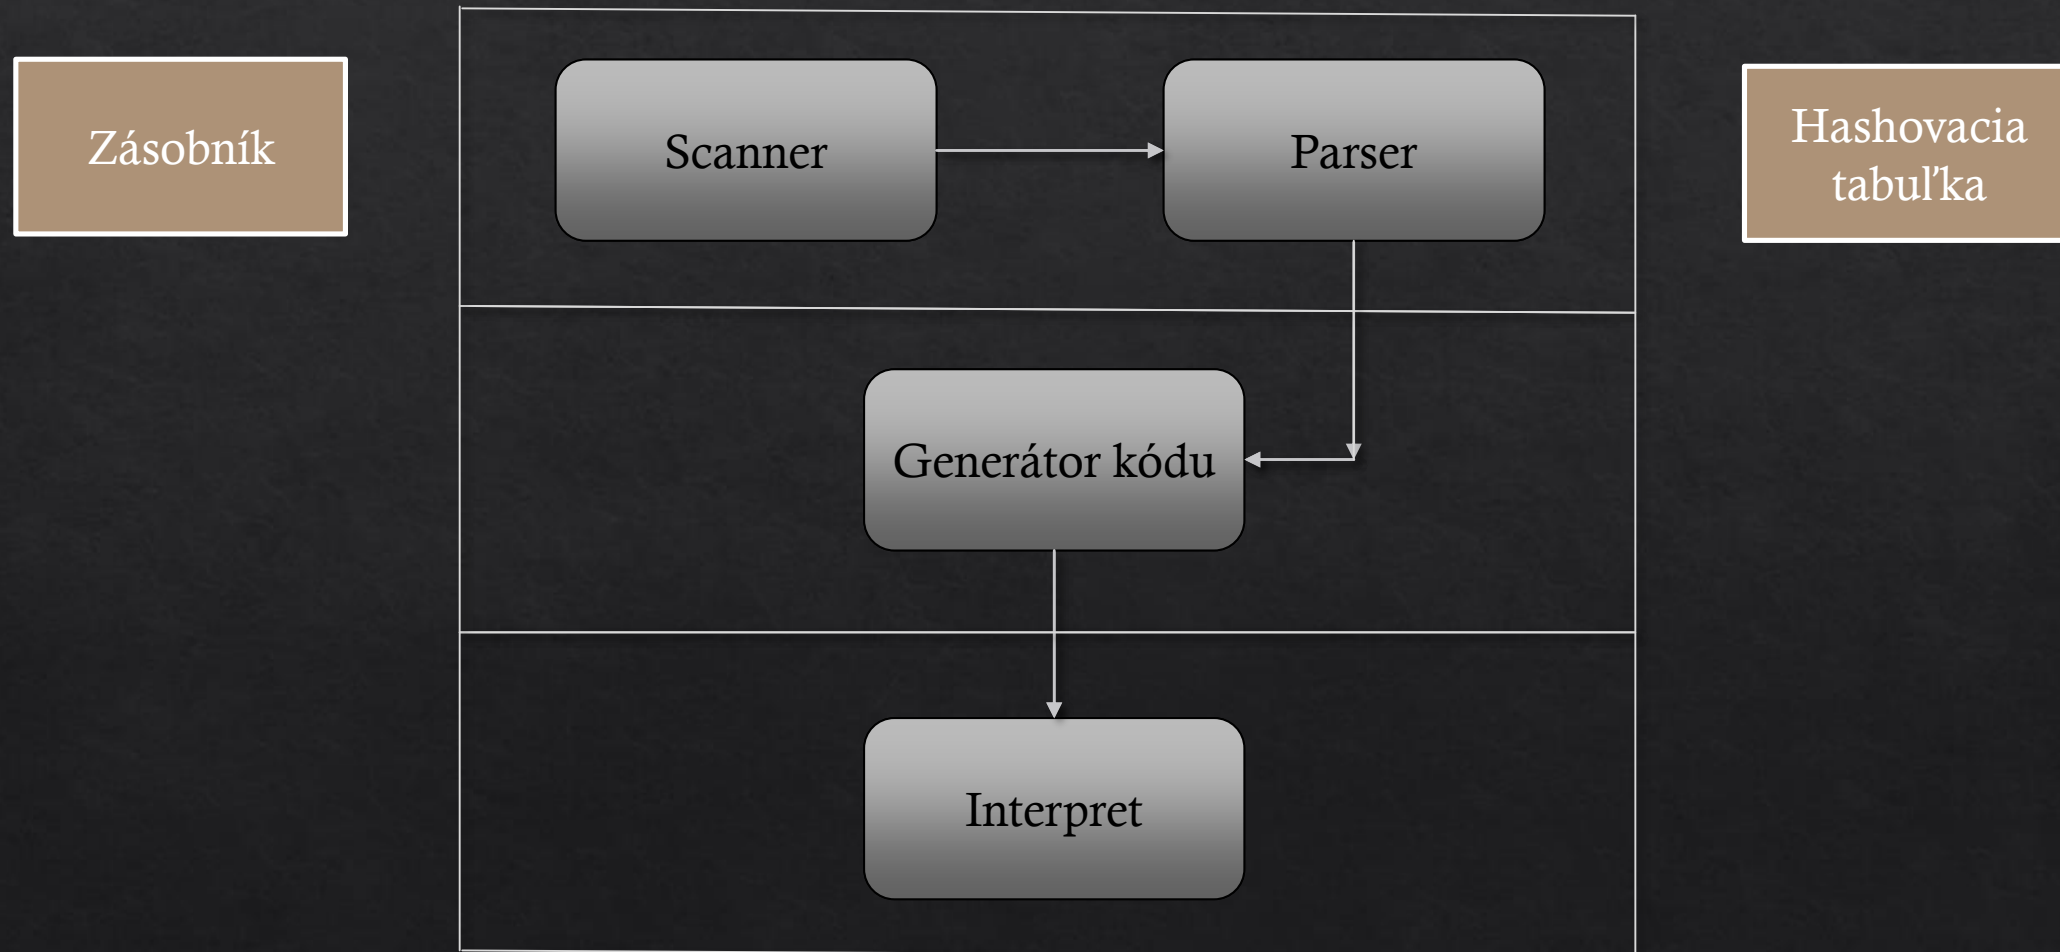 Zásobník
Scanner
Parser
Hashovacia
tabuľka
Generátor kódu
Interpret